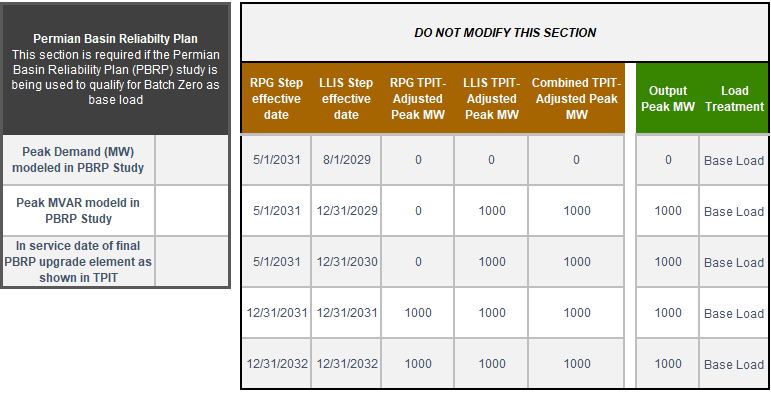 Permian Basin Reliabilty Plan
This section is required if the Permian
Basin Reliability Plan (PBRP) study is
being used to qualify for Batch Zero as
base load
Peak Demand (MW)
modeled in PBRP Study
Peak MVAR modeld in
PBRP Study
In service date of final
PBRP upgrade element as
shown in TPIT
DO NOT MODIFY THIS SECTION
RPG Step effective date LLIS Step effective date RPG TPIT-Adjusted Peak MW LLIS TPIT-Adjusted Peak MW Combined TPIT-Adjusted Peak MW Output Peak MW Load Treatment
5/1/2031 8/1/2029 0 0 0 0 Base Load
5/1/2031 12/31/2029 0 1000 1000 1000 Base Load
5/1/2031 12/31/2030 0 1000 1000 1000 Base Load
12/31/2031 12/31/2031 1000 1000 1000 1000 Base Load
12/31/2032 12/31/2032 1000 1000 1000 1000 Base Load